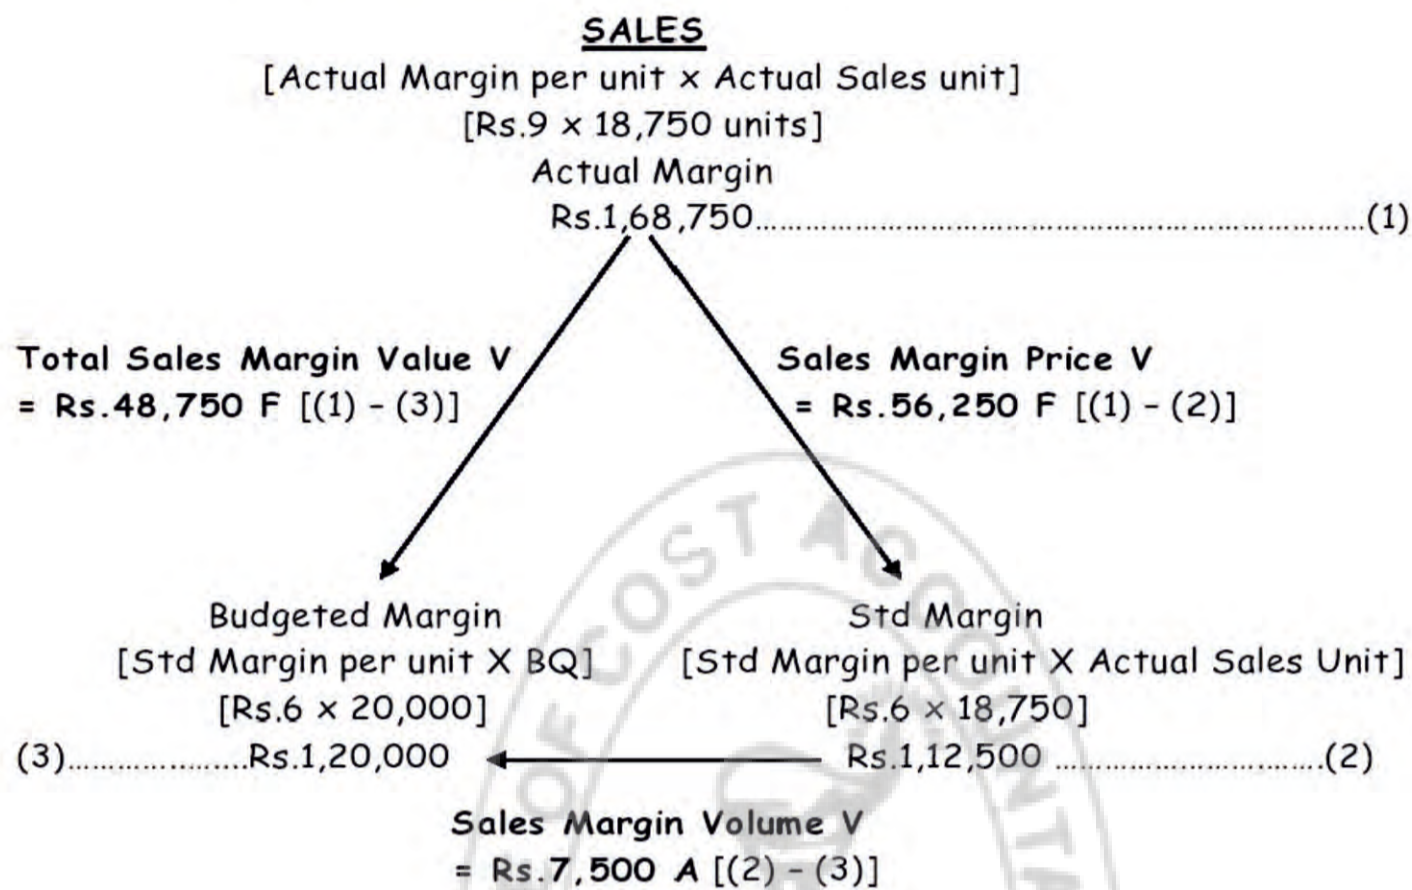 SALES
[Actual Margin per unit x Actual Sales unit]
[Rs.9 × 18,750 units]
Actual Margin
Rs.1,68,750......................................................................(1)
Total Sales Margin Value V
= Rs.48,750 F [(1) - (3)]
Sales Margin Price V
= Rs.56,250 F [(1) - (2)]
Budgeted Margin
[Std Margin per unit X BQ]
[Rs.6 × 20,000]
(3).....................Rs.1,20,000
Std Margin
[Std Margin per unit X Actual Sales Unit]
[Rs.6 × 18,750]
Rs.1,12,500 ...............................(2)
Sales Margin Volume V
= Rs.7,500 A [(2) - (3)]
OF COST ACCOUNTA